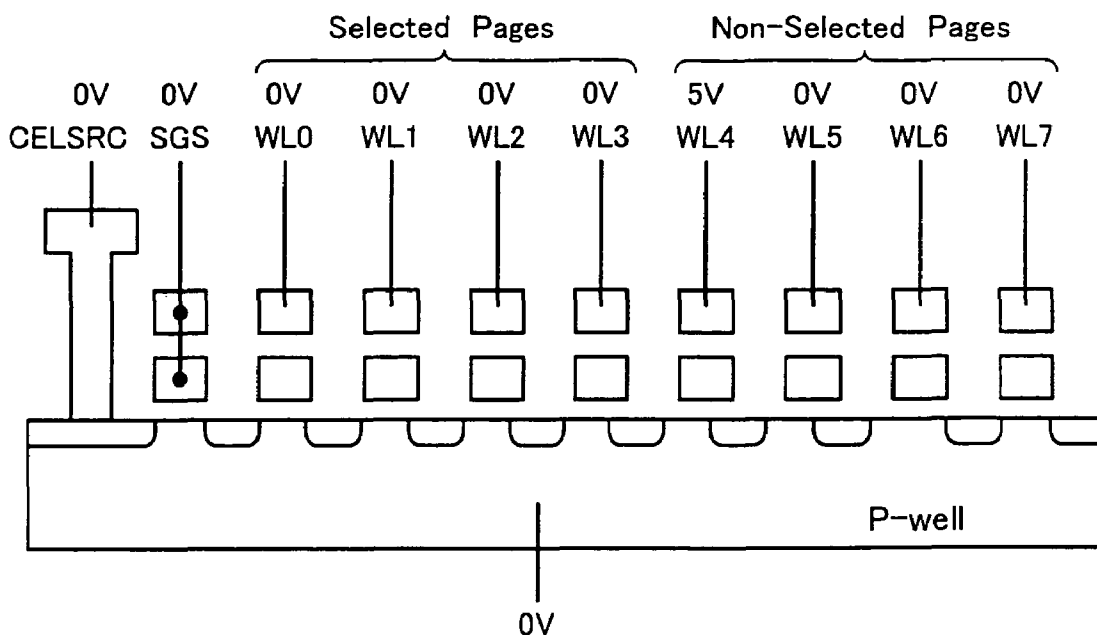 Selected Pages Non-Selected Pages
0V 0V 0V 0V 0V 0V 5V 0V 0V 0V
CELSRC SGS WL0 WL1 WL2 WL3 WL4 WL5 WL6 WL7
P-well
0V